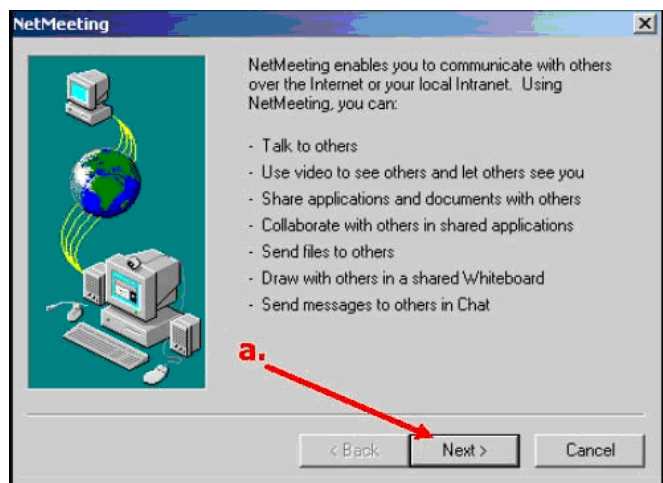 NetMeeting
NetMeeting enables you to communicate with others
over the Internet or your local Intranet. Using
NetMeeting, you can:
- Talk to others
- Use video to see others and let others see you
- Share applications and documents with others
- Collaborate with others in shared applications
- Send files to others
- Draw with others in a shared Whiteboard
- Send messages to others in Chat
a.
< Back Next > Cancel